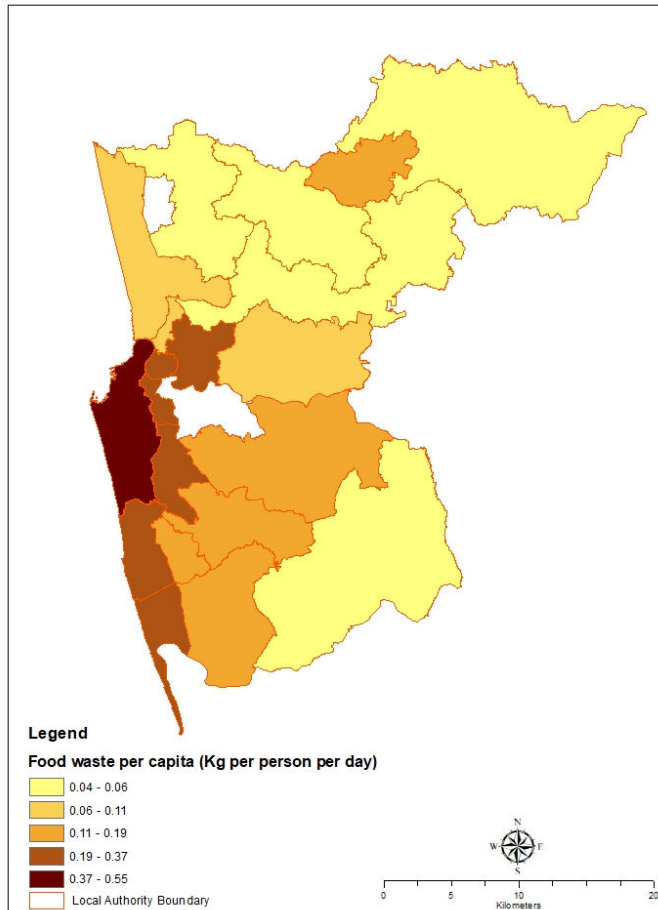 Legend
Food waste per capita (Kg per person per day)
0.04 - 0.06
0.06 - 0.11
0.11 - 0.19
0.19 - 0.37
0.37 - 0.55
Local Authority Boundary
N
W E
S
0 5 10 20
Kilometers